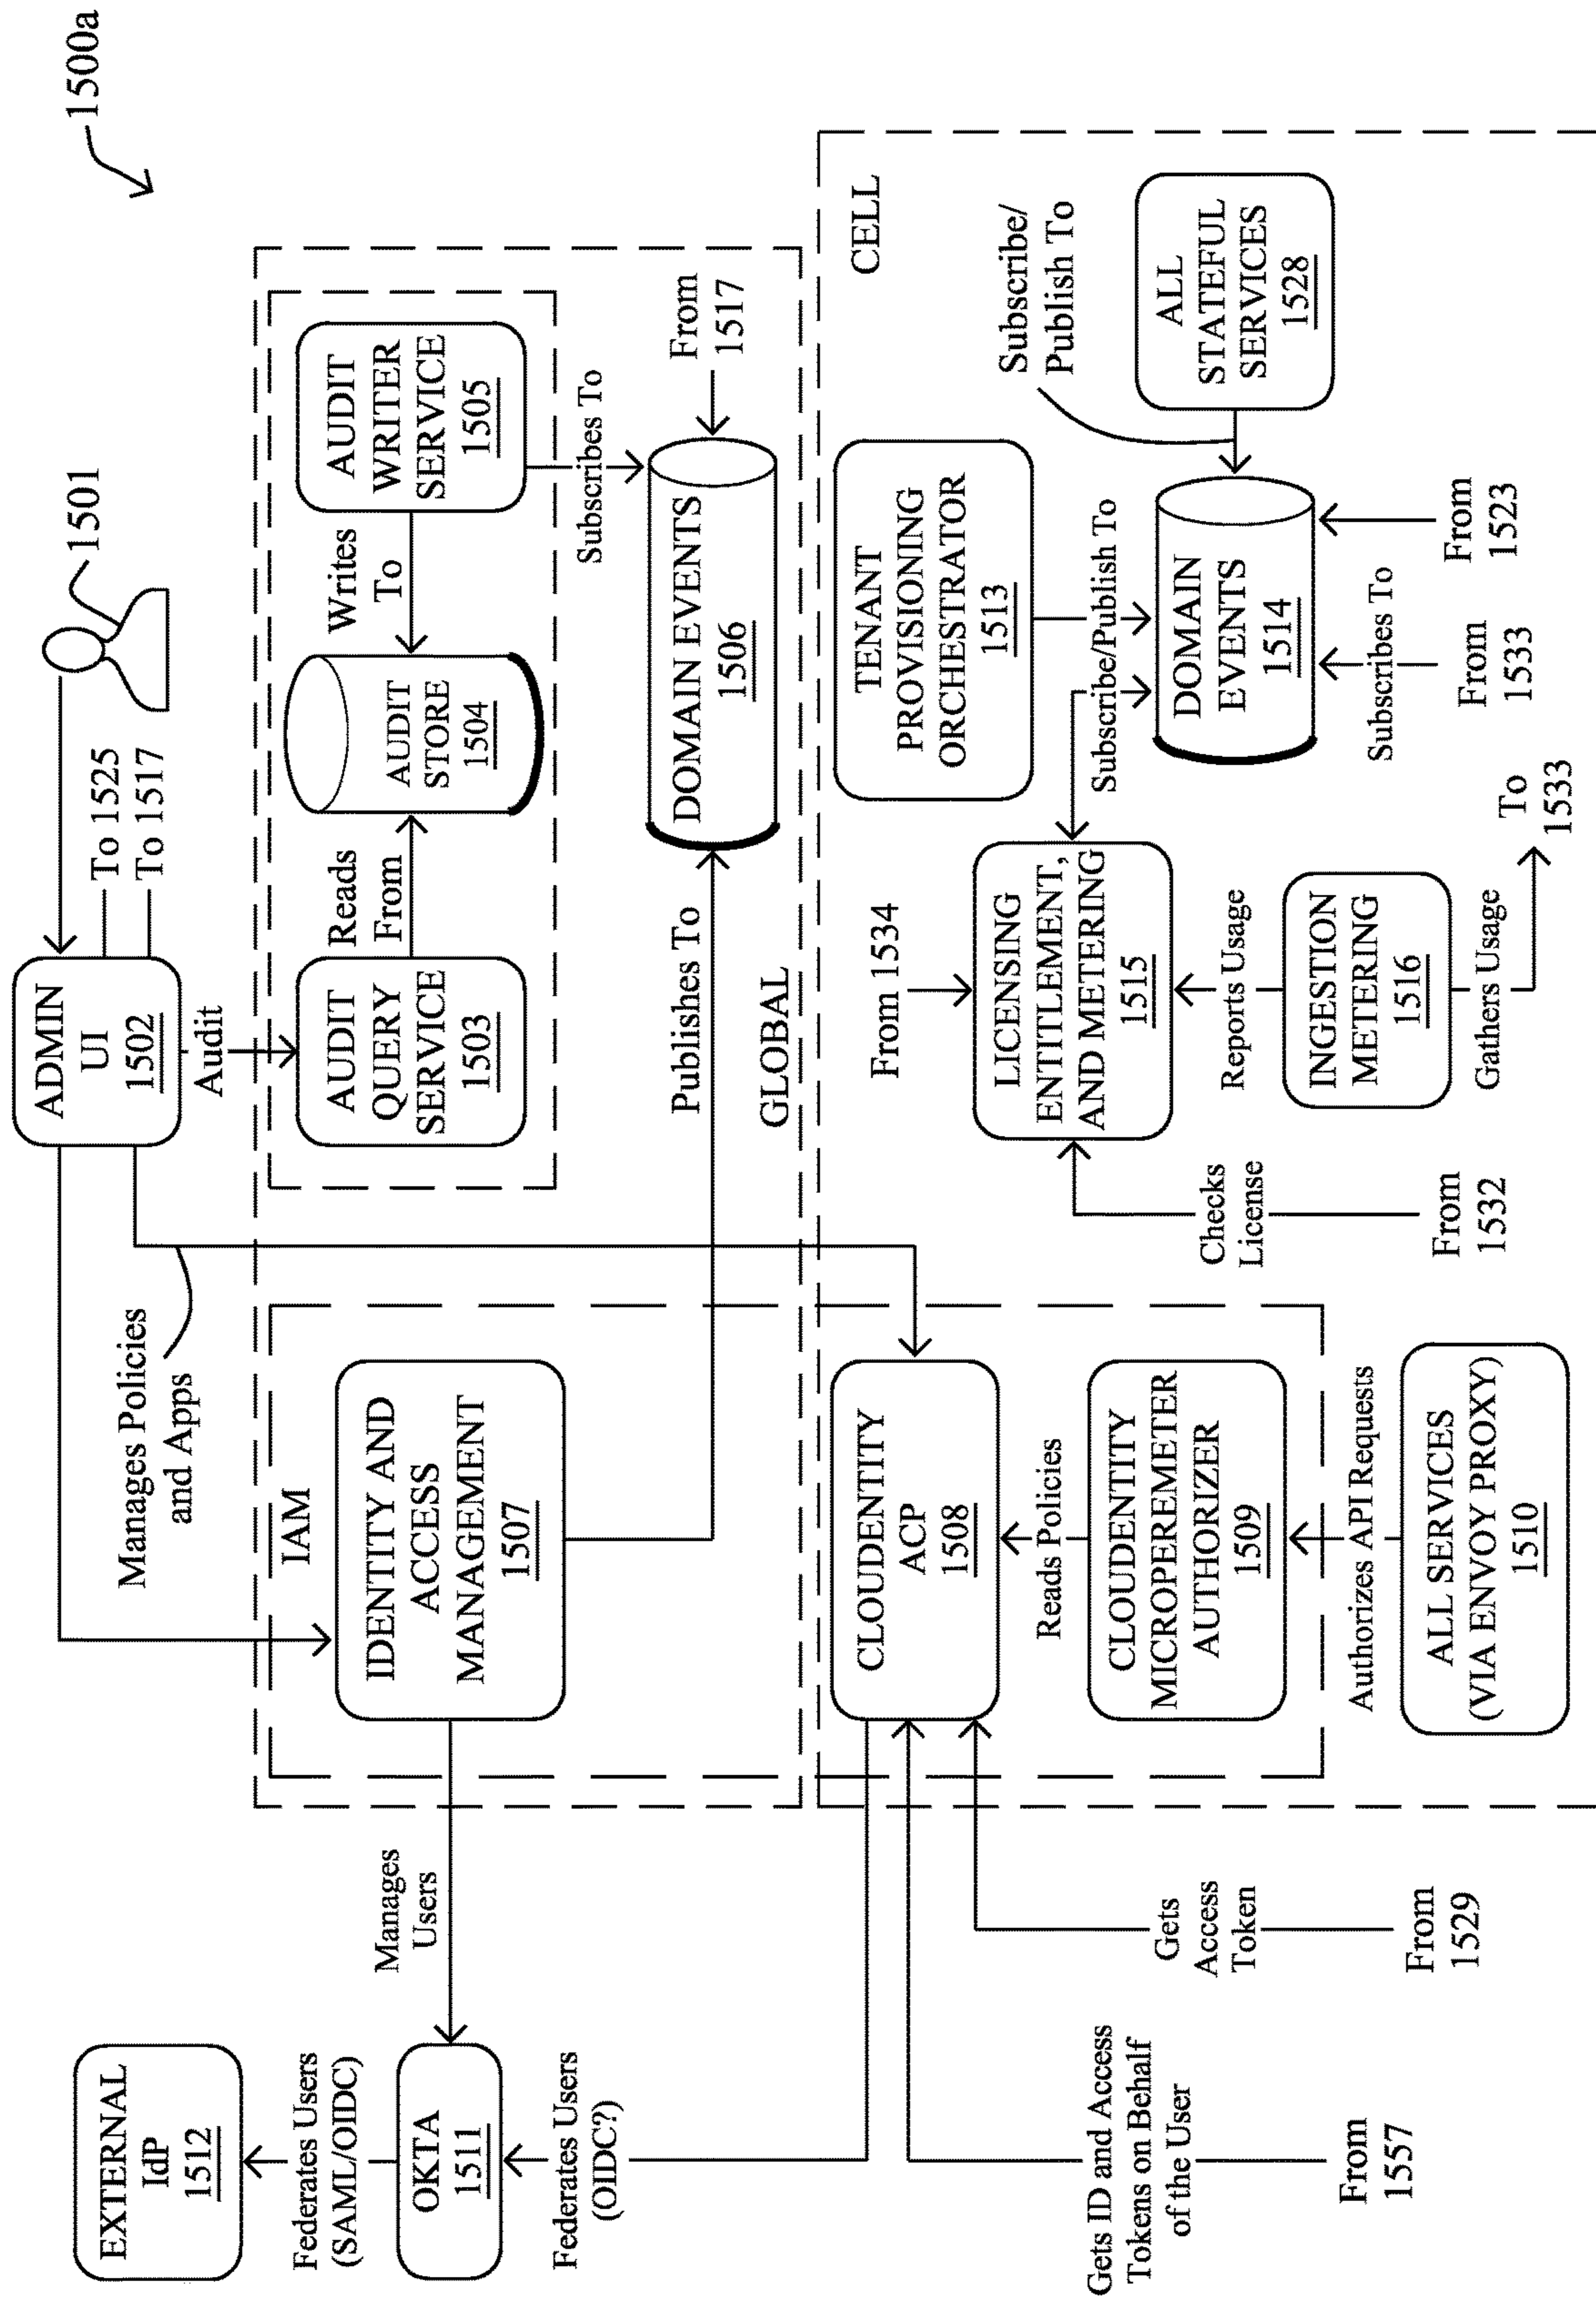 1500a
1501
ADMIN
UI
1502
To 1525
To 1517
Audit
Manages Policies
and Apps
EXTERNAL
IdP
1512
Federates Users
(SAML/OIDC)
OKTA
1511
Federates Users
(OIDC?)
Manages
Users
IAM
IDENTITY AND
ACCESS
MANAGEMENT
1507
AUDIT
QUERY
SERVICE
1503
Reads
From
AUDIT
STORE
1504
Writes
To
AUDIT
WRITER
SERVICE
1505
Subscribes To
Publishes To
DOMAIN EVENTS
1506
From
1517
GLOBAL
CELL
CLOUDENTITY
ACP
1508
Reads Policies
CLOUDENTITY
MICROPEREMETER
AUTHORIZER
1509
Authorizes API Requests
ALL SERVICES
(VIA ENVOY PROXY)
1510
Gets ID and Access
Tokens on Behalf
of the User
From
1557
Gets
Access
Token
From
1529
From 1534
LICENSING
ENTITLEMENT,
AND METERING
1515
Checks
License
From
1532
Reports Usage
INGESTION
METERING
1516
Gathers Usage
To
1533
TENANT
PROVISIONING
ORCHESTRATOR
1513
Subscribe/Publish To
DOMAIN
EVENTS
1514
Subscribes To
From
1533
From
1523
Subscribe/
Publish To
ALL
STATEFUL
SERVICES
1528